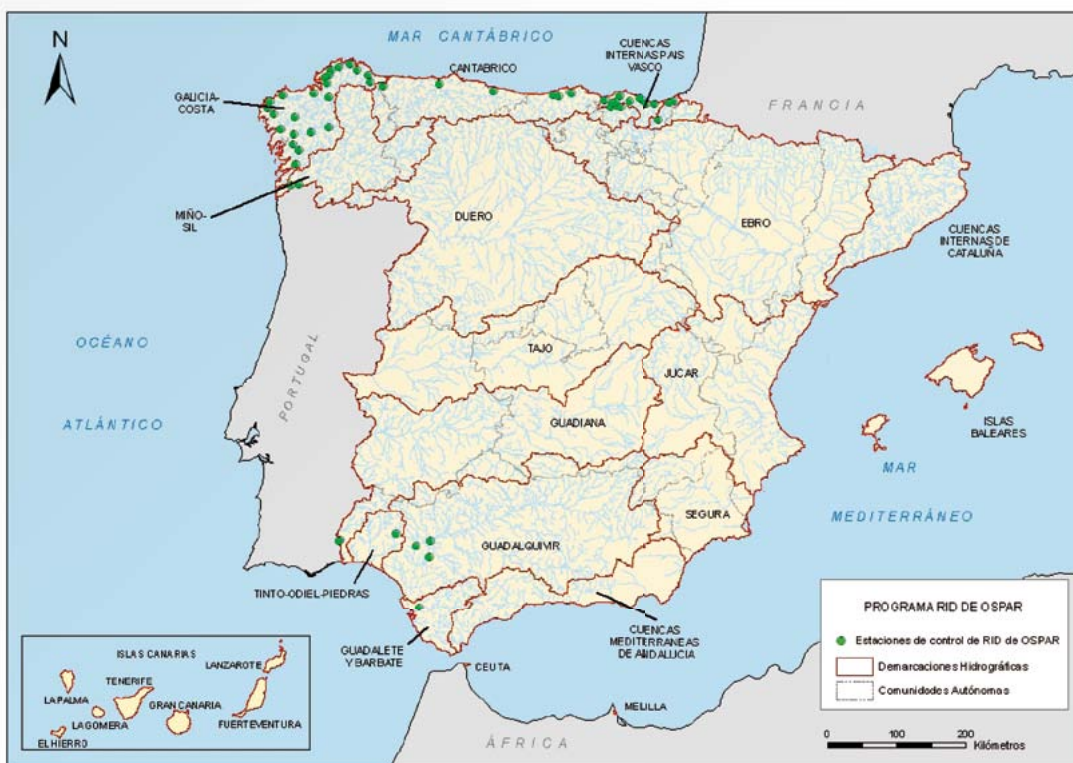 N
MAR CANTÁBRICO
CANTABRICO
CUENCAS
INTERNAS PAIS
VASCO
GALICIA-
COSTA
FRANCIA
MIÑO-
SIL
DUERO
EBRO
CUENCAS
INTERNAS DE
CATALUÑA
OCÉANO
ATLÁNTICO
PORTUGAL
TAJO
JUCAR
GUADIANA
ISLAS
BALEARES
MAR
MEDITERRÁNEO
SEGURA
GUADALQUIVIR
TINTO-ODIEL-PIEDRAS
GUADALETE
Y BARBATE
CUENCAS
MEDITERRANEAS
DE ANDALUCIA
CEUTA
MELILLA
ÁFRICA
ISLAS CANARIAS
LANZAROTE
TENERIFE
LA PALMA
GRAN CANARIA
LA GOMERA
FUERTEVENTURA
EL HIERRO
PROGRAMA RID DE OSPAR
Estaciones de control de RID de OSPAR
Demarcaciones Hidrográficas
Comunidades Autónomas
0 100 200
Kilómetros